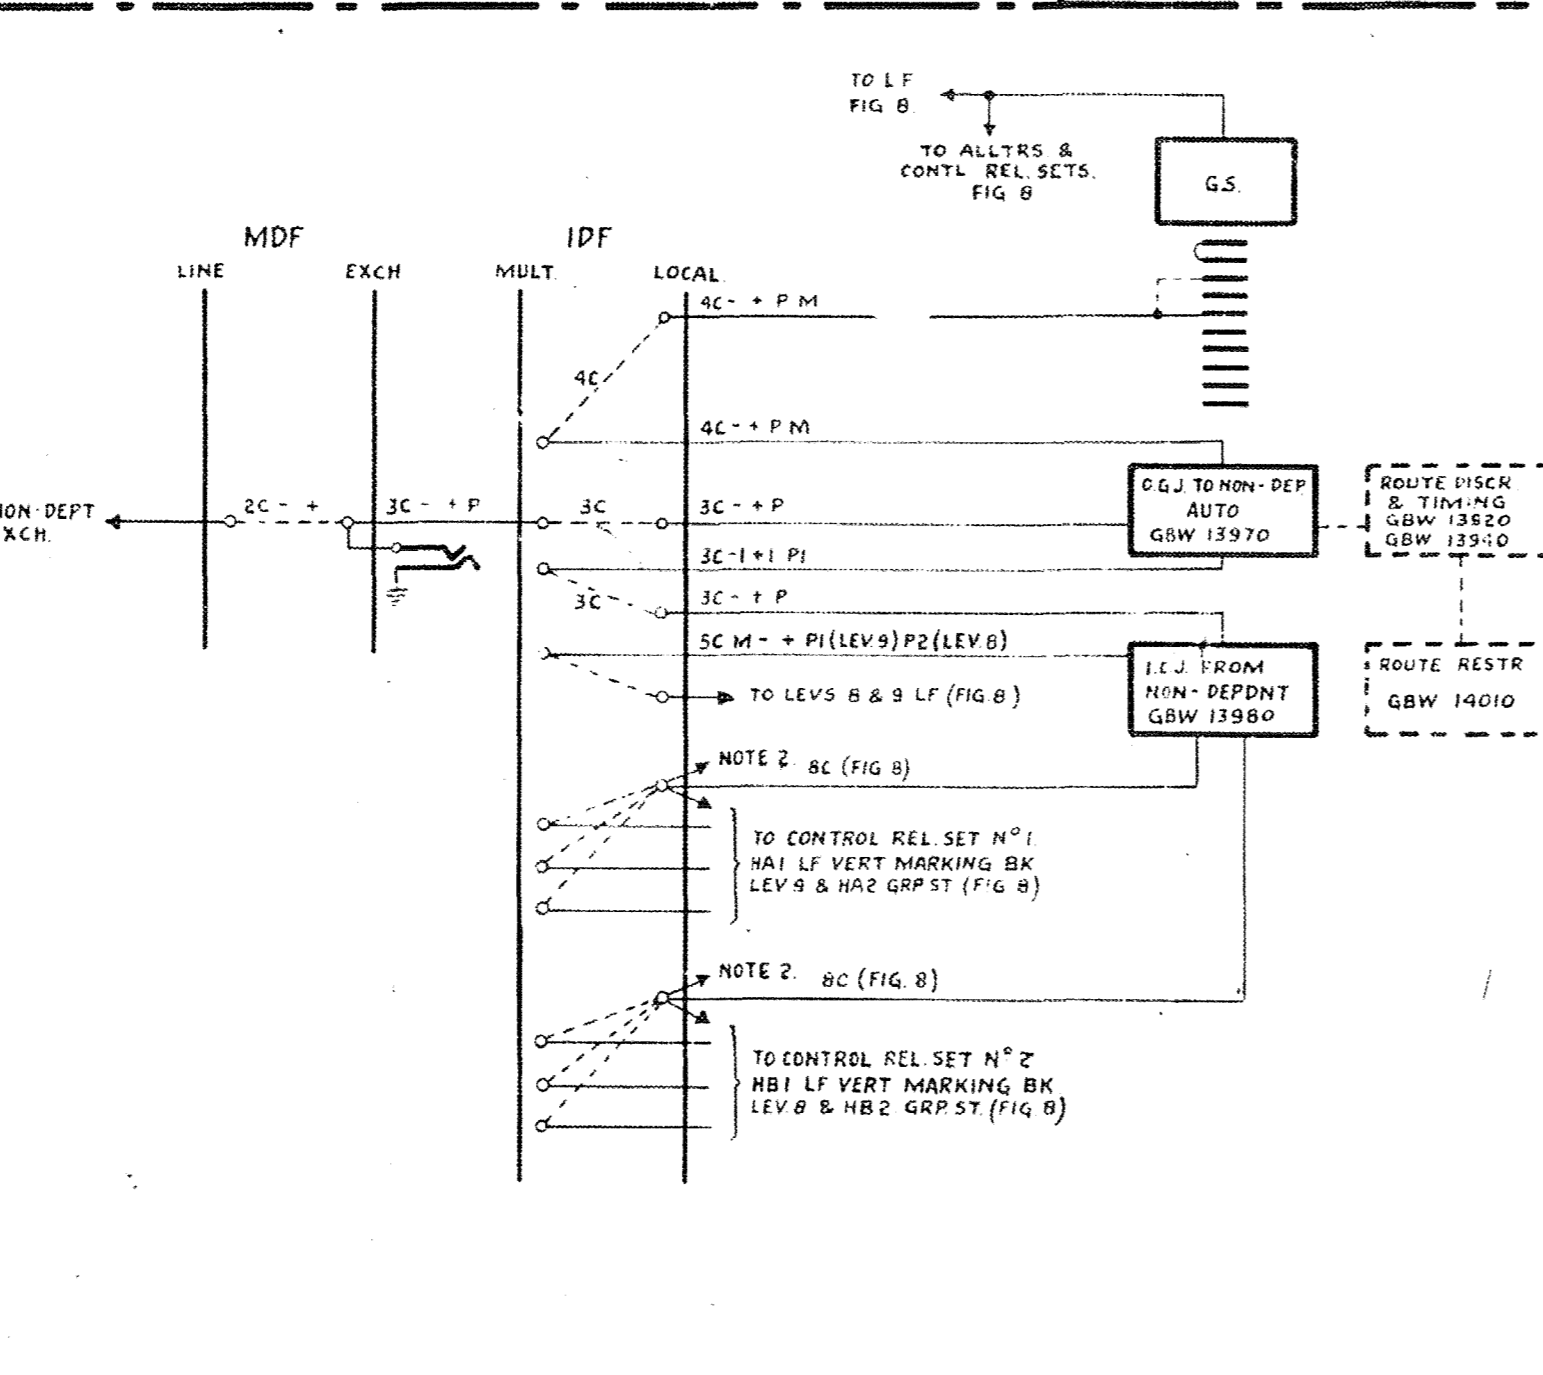 TO LF
FIG 8.
TO ALLTRS. &
CONTL REL. SETS.
FIG 8
G.S.
MDF
IDF
LINE
EXCH
MULT.
LOCAL.
4C - + P M
4C
4C - + P M
ON-DEPT
XCH.
2C - +
3C - + P
3C
3C - + P
O.G.J. TO NON-DEP.
AUTO
GBW 13970
ROUTE DISCR
& TIMING
GBW 13920
GBW 13940
3C -1 +1 P1
3C
3C - + P
5C M - + P1 (LEV.9) P2 (LEV.8)
I.C.J. FROM
NON-DEPDNT
GBW 13980
ROUTE RESTR
GBW 14010
TO LEVS 8 & 9 LF (FIG.8)
NOTE 2. 8C (FIG 8)
TO CONTROL REL. SET Nº 1.
HA1 LF VERT MARKING BK
LEV 9 & HA2 GRP ST (FIG 8)
NOTE 2. 8C (FIG. 8)
TO CONTROL REL. SET Nº 2
HB1 LF VERT MARKING BK
LEV. 8 & HB2 GRP. ST. (FIG 8)